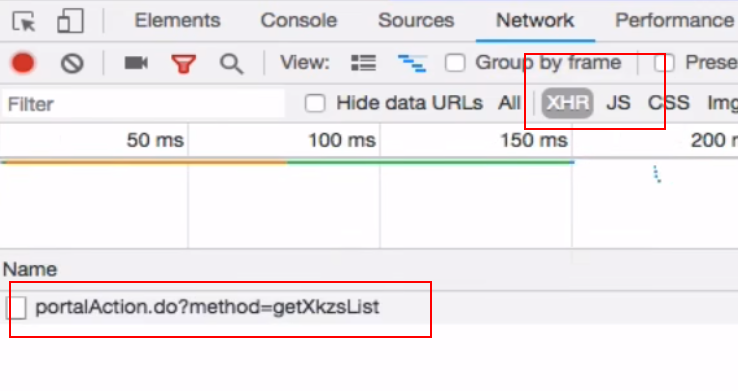 Elements Console Sources Network Performance
View: Group by frame Prese
Filter Hide data URLs All XHR JS CSS Img
50 ms 100 ms 150 ms 200 m
Name
portalAction.do?method=getXkzsList